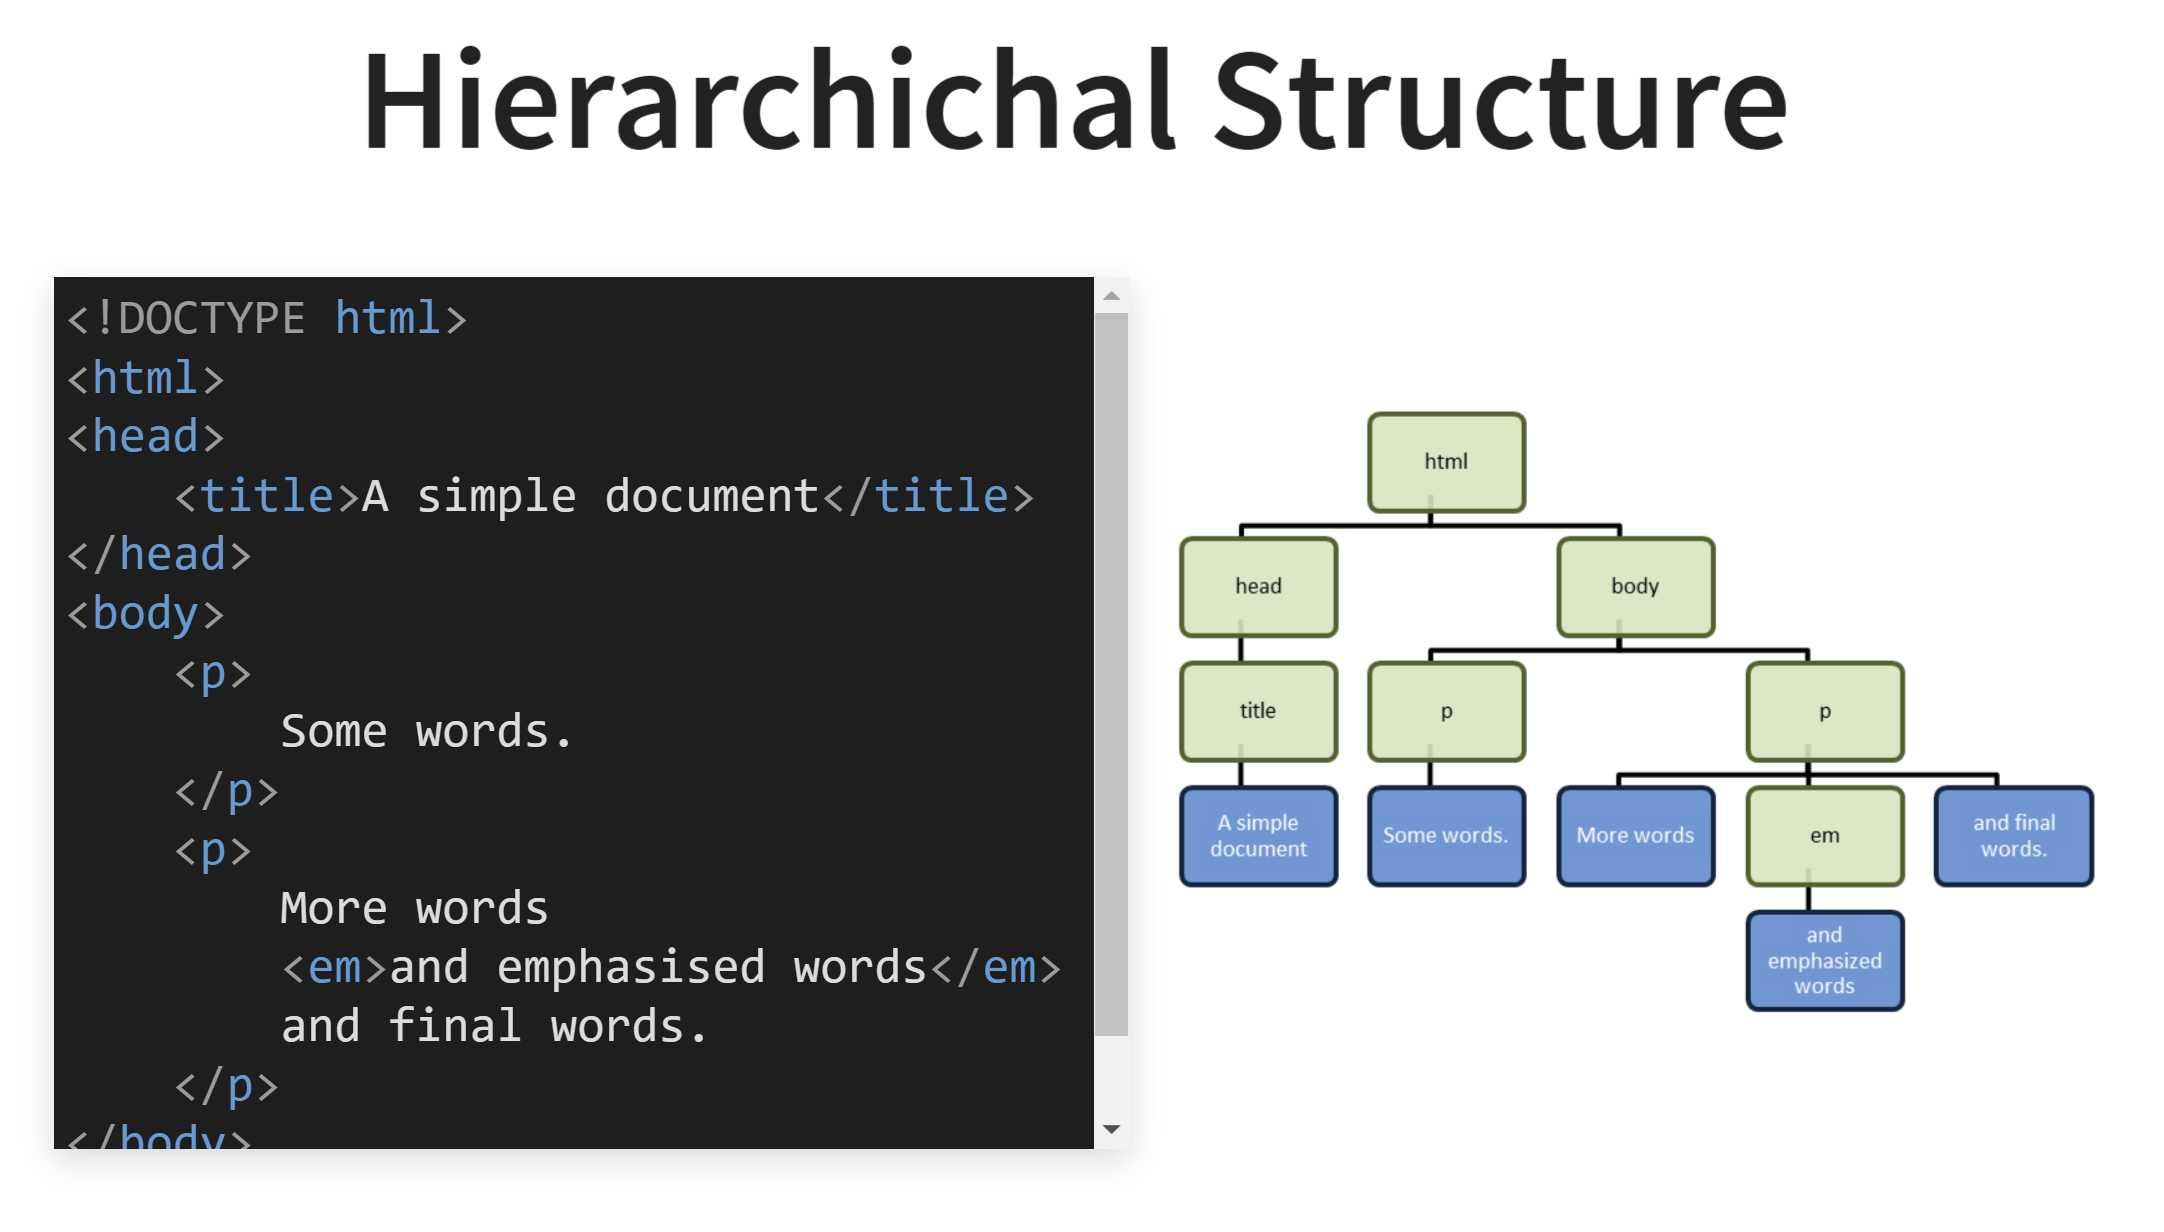 Hierarchichal Structure
<!DOCTYPE html>
<html>
<head>
    <title>A simple document</title>
</head>
<body>
    <p>
        Some words.
    </p>
    <p>
        More words
        <em>and emphasised words</em>
        and final words.
    </p>
</body>
html
head
body
title
p
p
A simple
document
Some words.
More words
em
and final
words.
and
emphasized
words